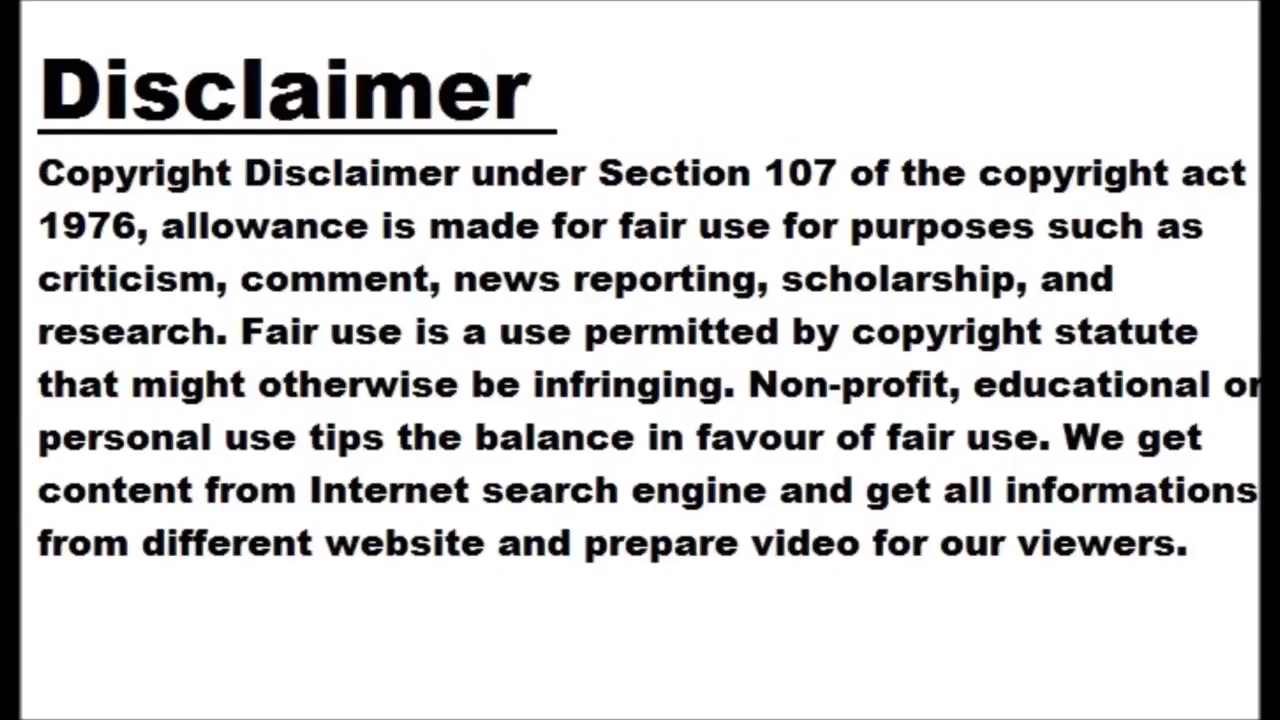 Disclaimer
Copyright Disclaimer under Section 107 of the copyright act
1976, allowance is made for fair use for purposes such as
criticism, comment, news reporting, scholarship, and
research. Fair use is a use permitted by copyright statute
that might otherwise be infringing. Non-profit, educational or
personal use tips the balance in favour of fair use. We get
content from Internet search engine and get all informations
from different website and prepare video for our viewers.